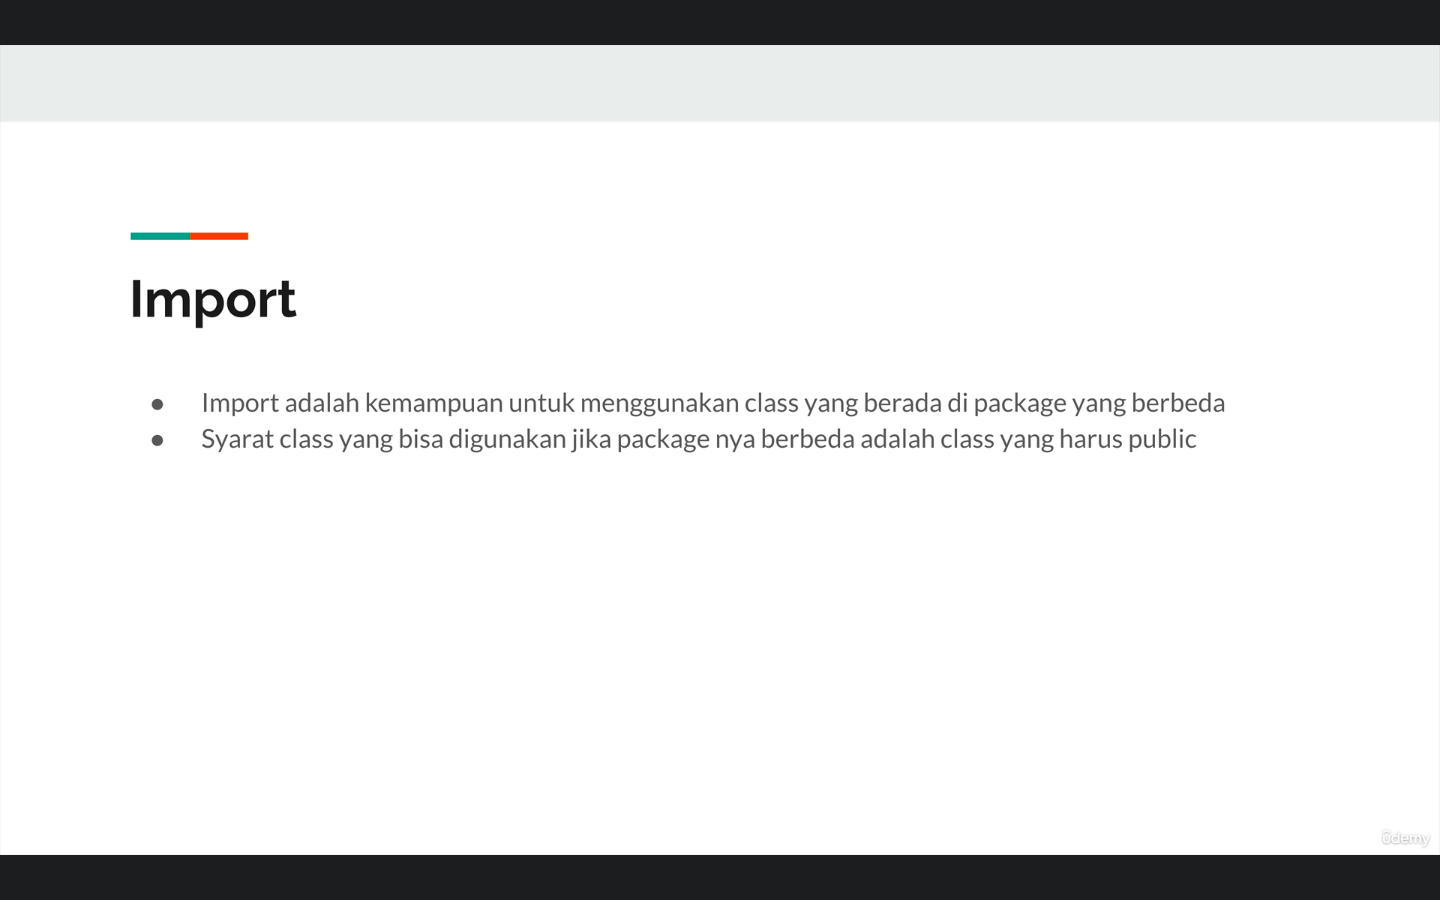 Import
● Import adalah kemampuan untuk menggunakan class yang berada di package yang berbeda
● Syarat class yang bisa digunakan jika package nya berbeda adalah class yang harus public
ûdemy